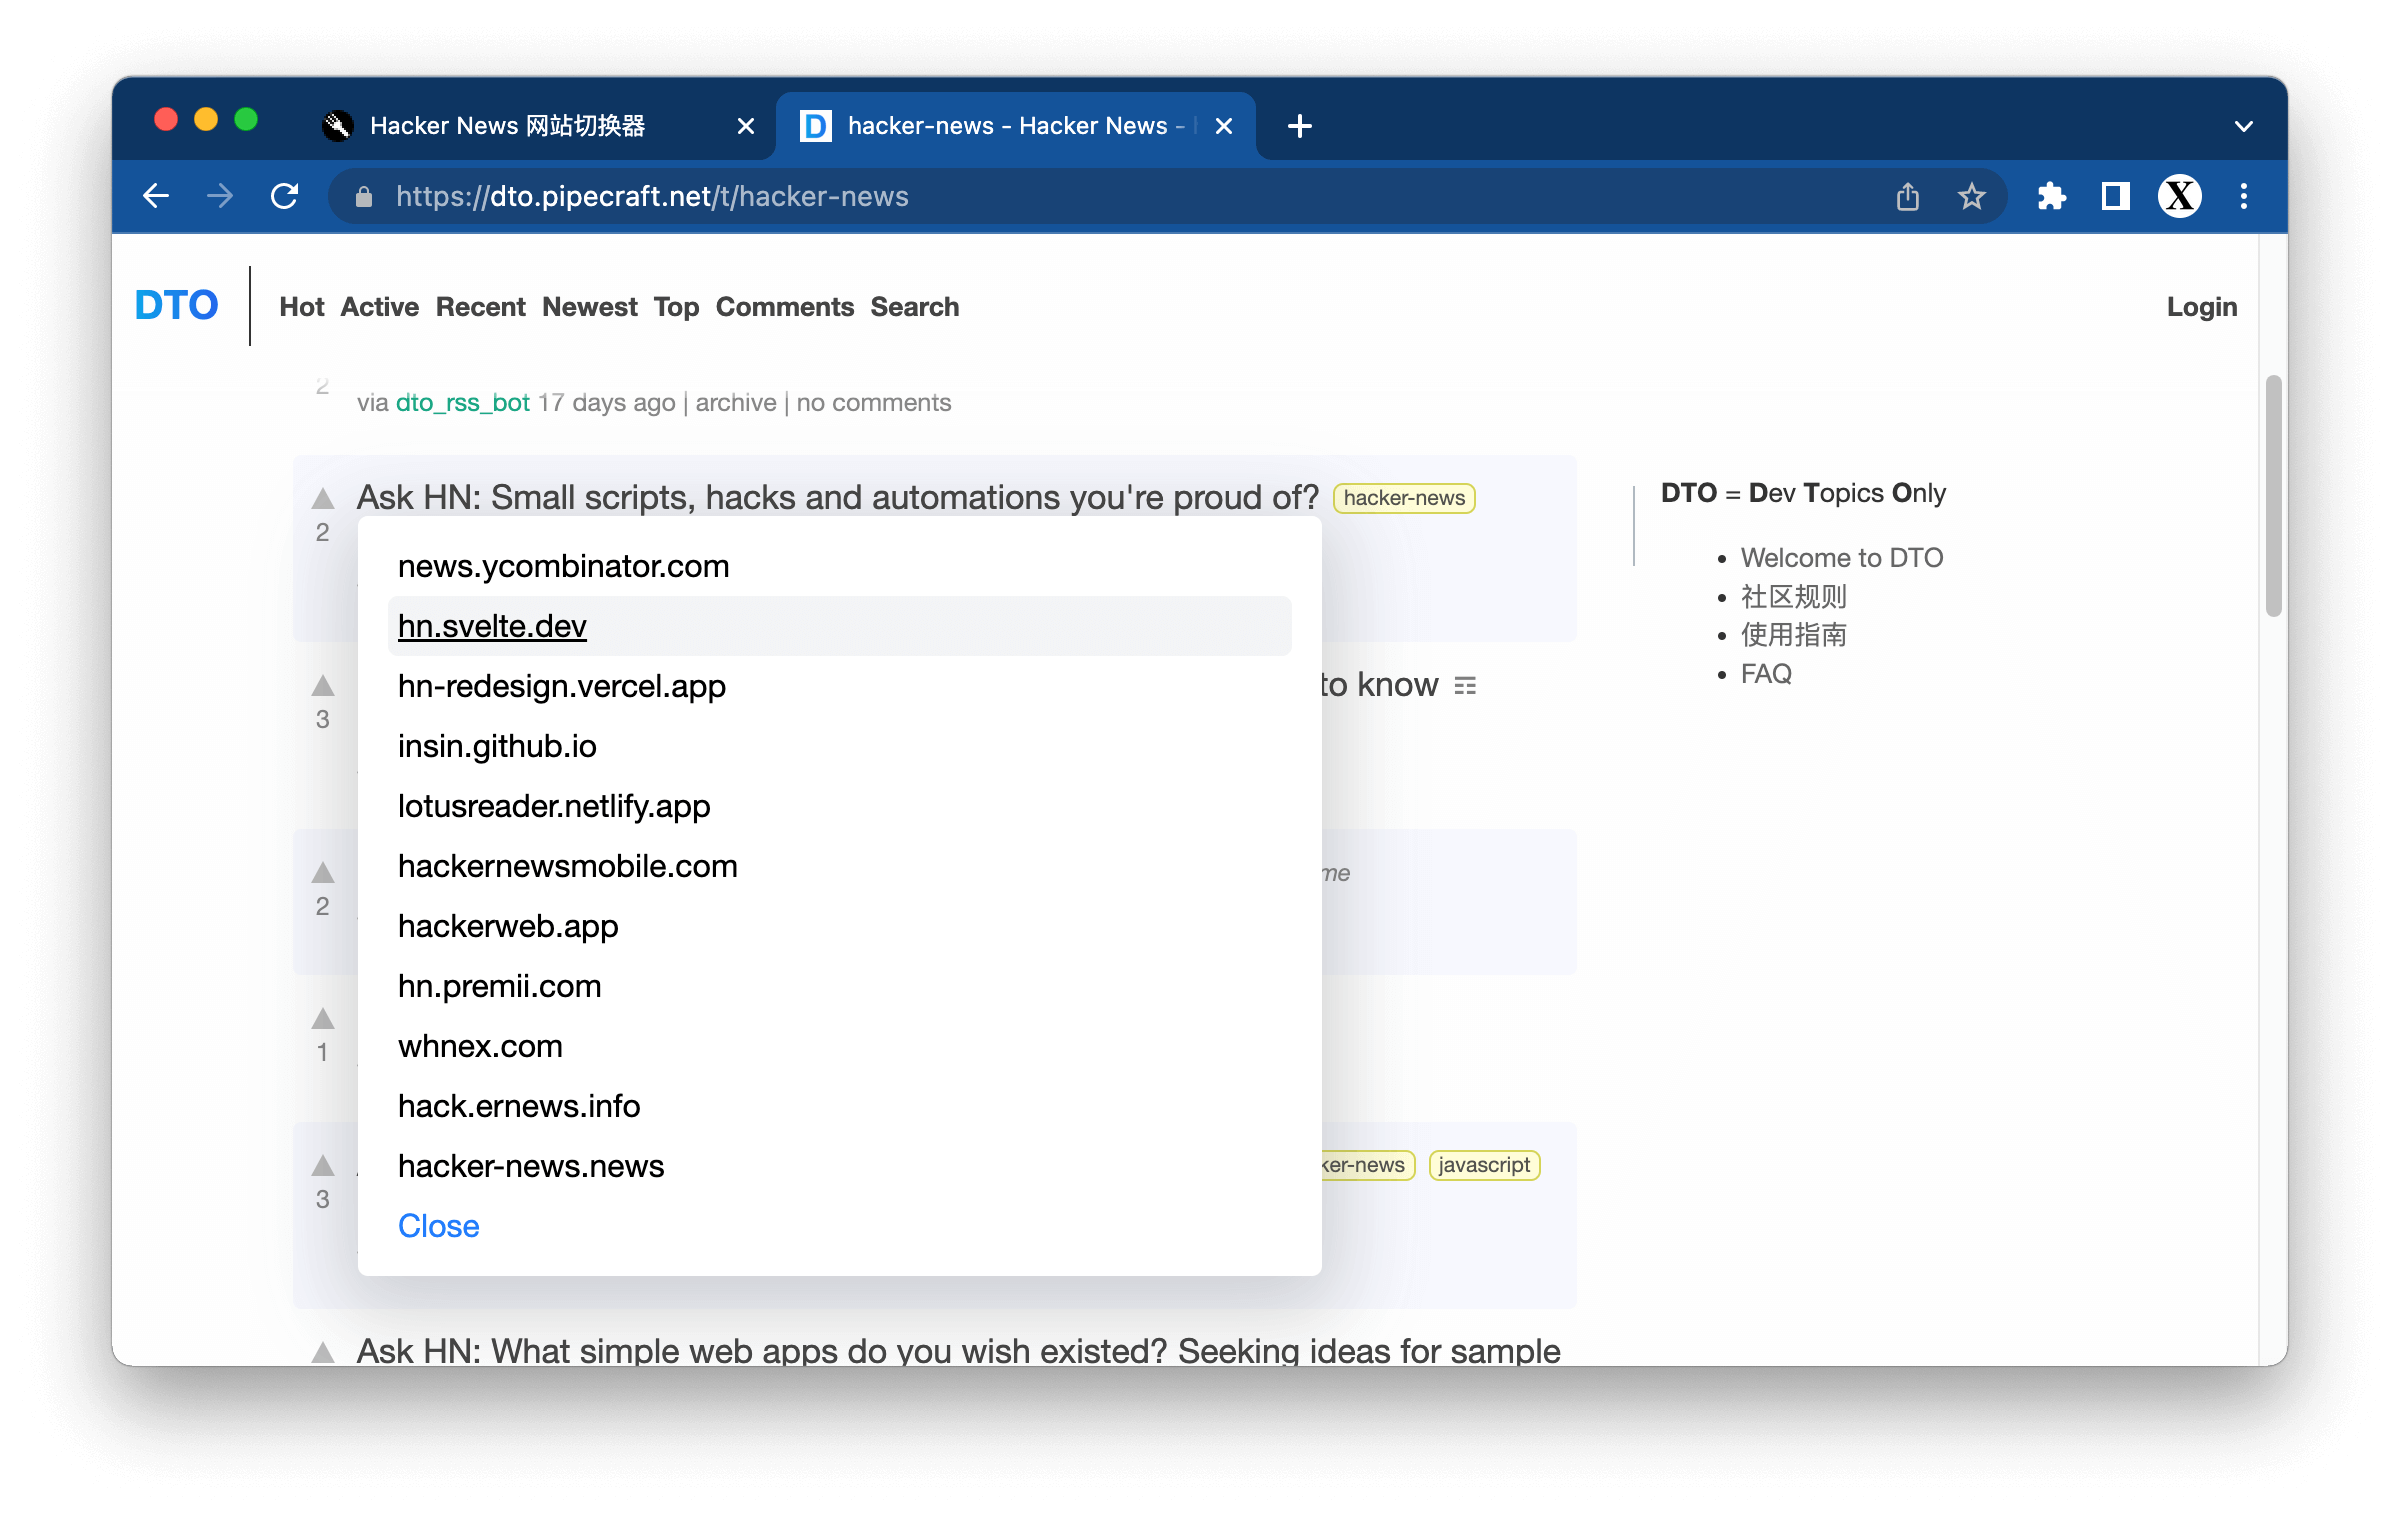 Hacker News 网站切换器
hacker-news - Hacker News -
https://dto.pipecraft.net/t/hacker-news
DTO
Hot Active Recent Newest Top Comments Search
Login
2
via dto_rss_bot 17 days ago | archive | no comments
Ask HN: Small scripts, hacks and automations you're proud of? hacker-news
2
news.ycombinator.com
hn.svelte.dev
hn-redesign.vercel.app
insin.github.io
lotusreader.netlify.app
hackernewsmobile.com
hackerweb.app
hn.premii.com
whnex.com
hack.ernews.info
hacker-news.news
Close
to know
3
me
2
1
ker-news javascript
3
Ask HN: What simple web apps do you wish existed? Seeking ideas for sample
DTO = Dev Topics Only
Welcome to DTO
社区规则
使用指南
FAQ